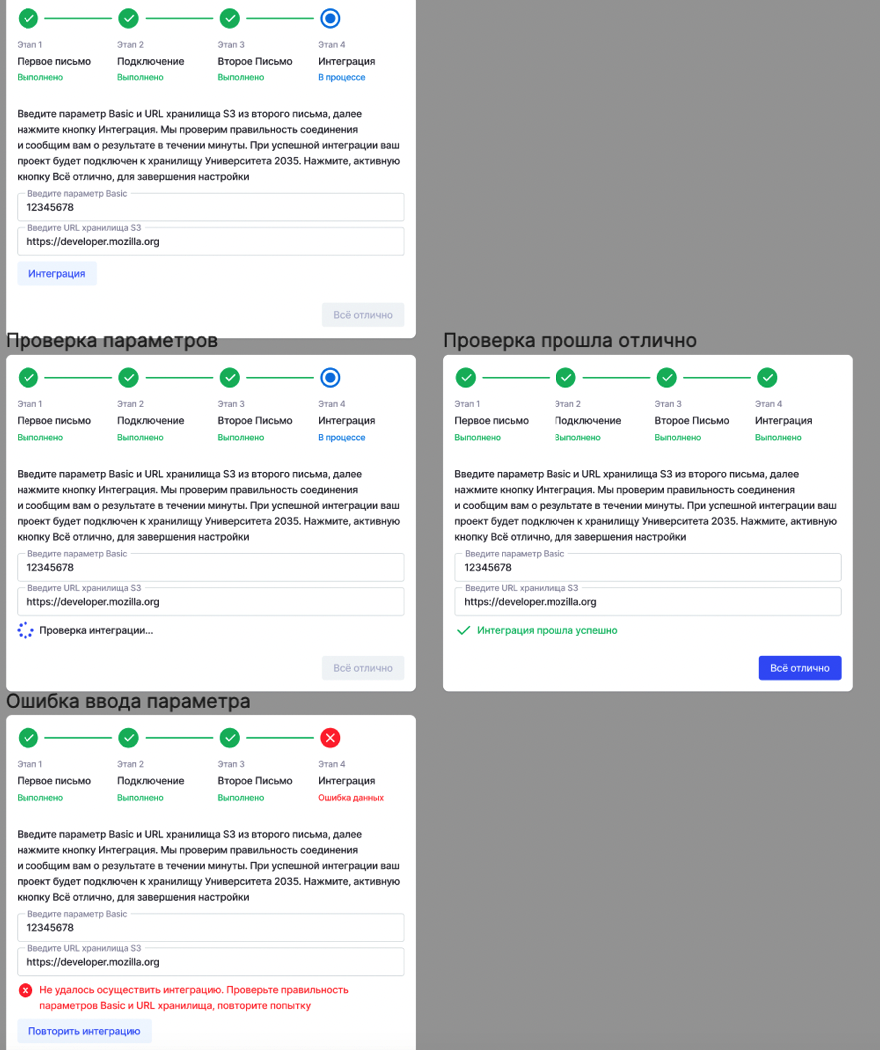 Этап 1 Этап 2 Этап 3 Этап 4
Первое письмо Подключение Второе Письмо Интеграция
Выполнено Выполнено Выполнено В процессе
Введите параметр Basic и URL хранилища S3 из второго письма, далее
нажмите кнопку Интеграция. Мы проверим правильность соединения
и сообщим вам о результате в течении минуты. При успешной интеграции ваш
проект будет подключен к хранилищу Университета 2035. Нажмите, активную
кнопку Всё отлично, для завершения настройки
Введите параметр Basic
12345678
Введите URL хранилища S3
https://developer.mozilla.org
Интеграция
Всё отлично
Проверка параметров
Этап 1 Этап 2 Этап 3 Этап 4
Первое письмо Подключение Второе Письмо Интеграция
Выполнено Выполнено Выполнено В процессе
Введите параметр Basic и URL хранилища S3 из второго письма, далее
нажмите кнопку Интеграция. Мы проверим правильность соединения
и сообщим вам о результате в течении минуты. При успешной интеграции ваш
проект будет подключен к хранилищу Университета 2035. Нажмите, активную
кнопку Всё отлично, для завершения настройки
Введите параметр Basic
12345678
Введите URL хранилища S3
https://developer.mozilla.org
Проверка интеграции...
Всё отлично
Проверка прошла отлично
Этап 1 Этап 2 Этап 3 Этап 4
Первое письмо Подключение Второе Письмо Интеграция
Выполнено Выполнено Выполнено Выполнено
Введите параметр Basic и URL хранилища S3 из второго письма, далее
нажмите кнопку Интеграция. Мы проверим правильность соединения
и сообщим вам о результате в течении минуты. При успешной интеграции ваш
проект будет подключен к хранилищу Университета 2035. Нажмите, активную
кнопку Всё отлично, для завершения настройки
Введите параметр Basic
12345678
Введите URL хранилища S3
https://developer.mozilla.org
Интеграция прошла успешно
Всё отлично
Ошибка ввода параметра
Этап 1 Этап 2 Этап 3 Этап 4
Первое письмо Подключение Второе Письмо Интеграция
Выполнено Выполнено Выполнено Ошибка данных
Введите параметр Basic и URL хранилища S3 из второго письма, далее
нажмите кнопку Интеграция. Мы проверим правильность соединения
и сообщим вам о результате в течении минуты. При успешной интеграции ваш
проект будет подключен к хранилищу Университета 2035. Нажмите, активную
кнопку Всё отлично, для завершения настройки
Введите параметр Basic
12345678
Введите URL хранилища S3
https://developer.mozilla.org
Не удалось осуществить интеграцию. Проверьте правильность
параметров Basic и URL хранилища, повторите попытку
Повторить интеграцию